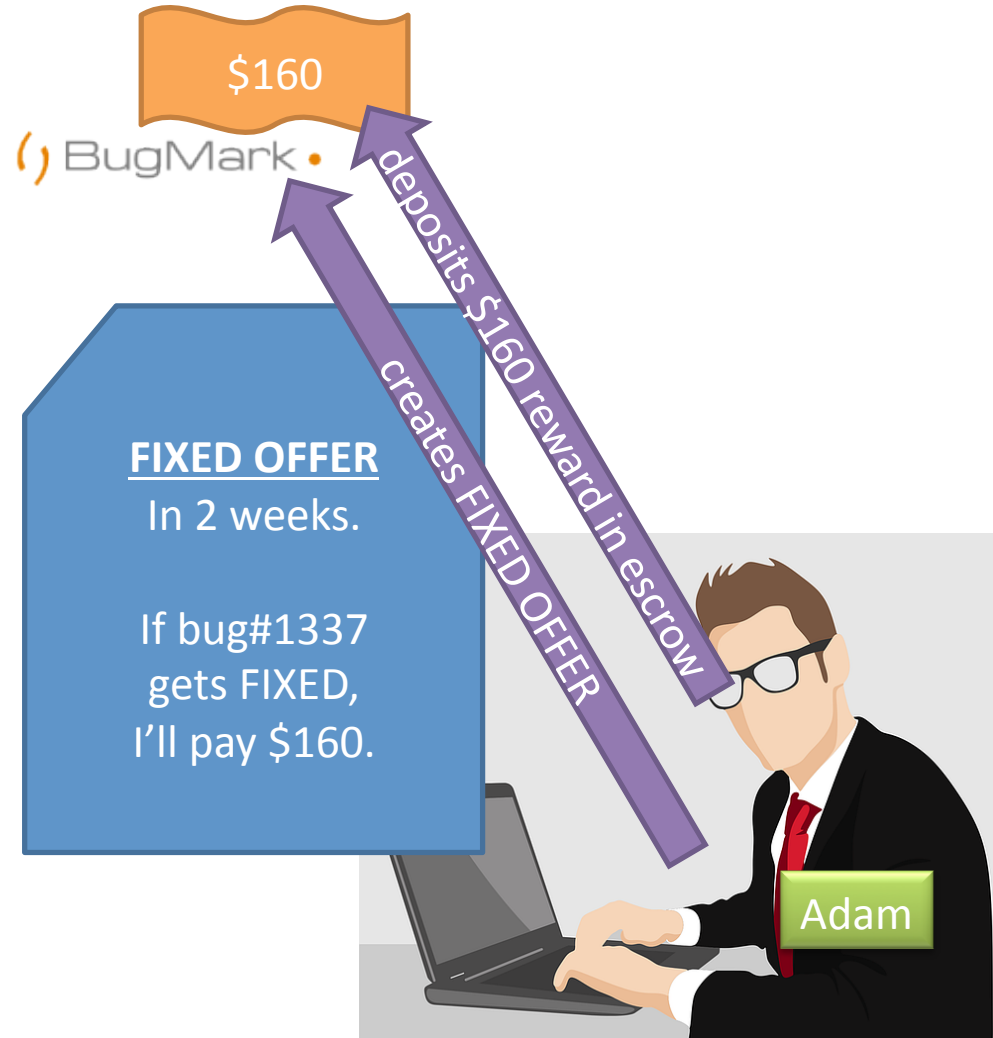 $160
BugMark
deposits $160 reward in escrow
creates FIXED OFFER
FIXED OFFER
In 2 weeks.
If bug#1337
gets FIXED,
I'll pay $160.
Adam